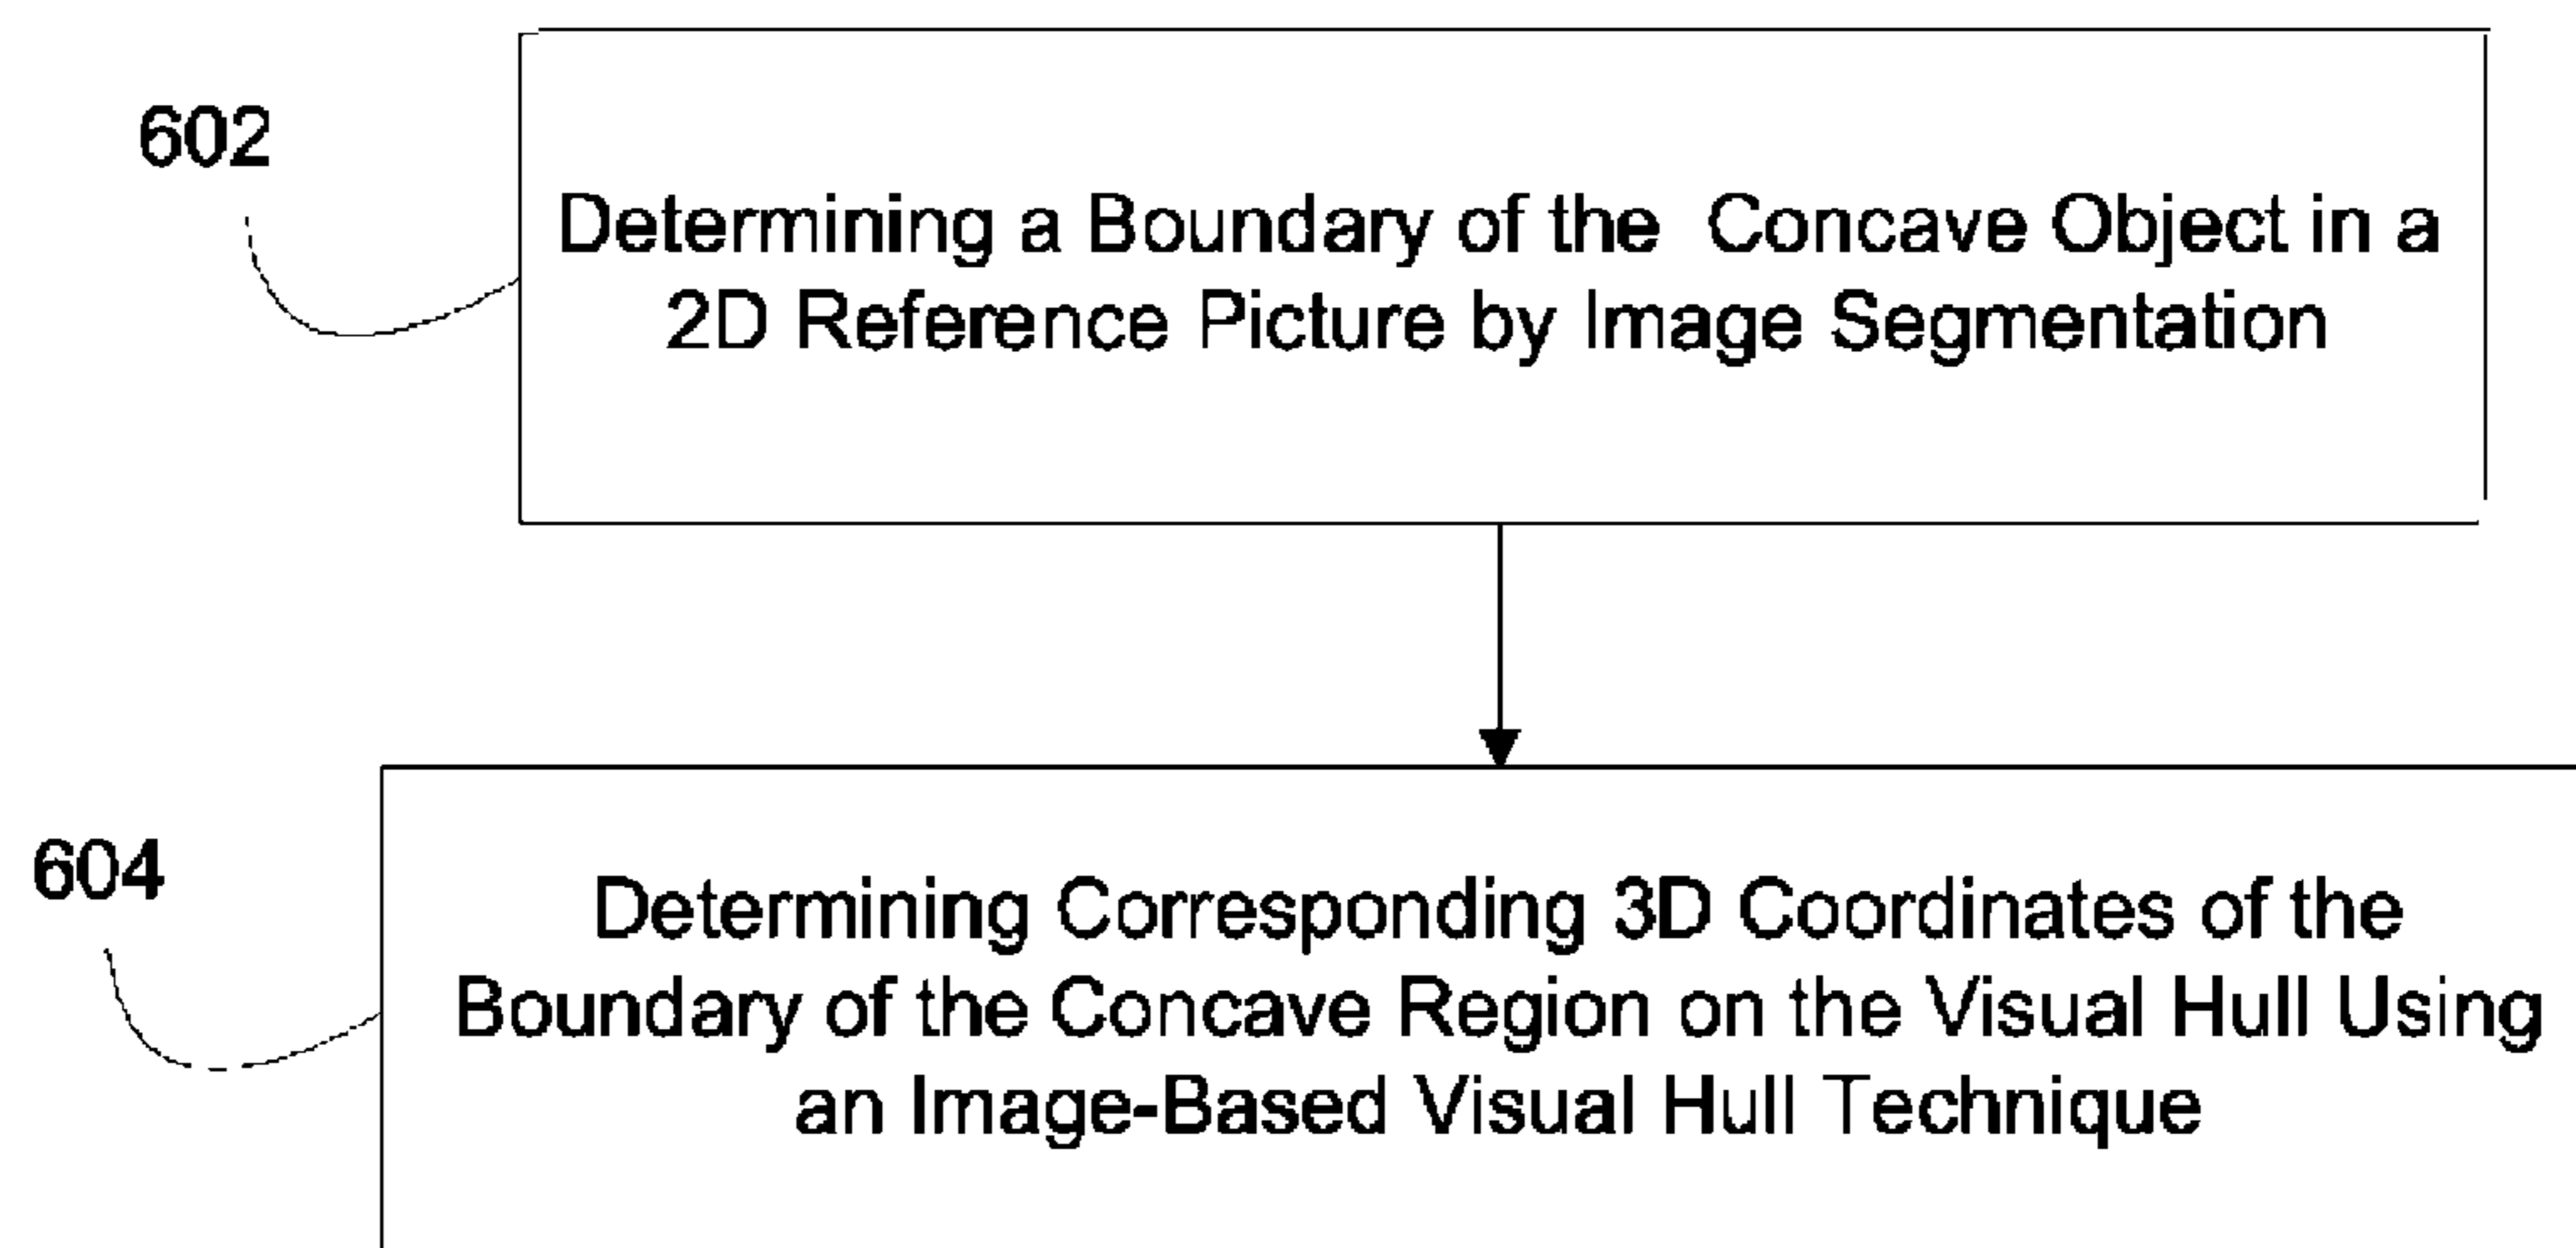 602
Determining a Boundary of the Concave Object in a
2D Reference Picture by Image Segmentation
604
Determining Corresponding 3D Coordinates of the
Boundary of the Concave Region on the Visual Hull Using
an Image-Based Visual Hull Technique